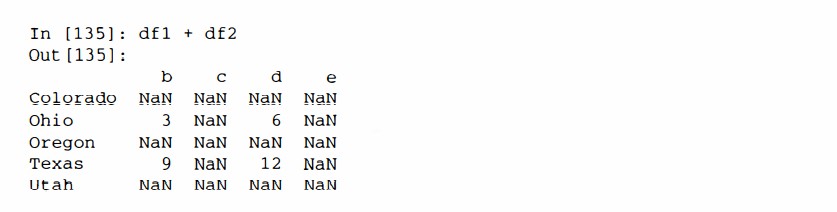 In [135]: df1 + df2
Out[135]:
            b    c    d    e
Colorado  NaN  NaN  NaN  NaN
Ohio        3  NaN    6  NaN
Oregon    NaN  NaN  NaN  NaN
Texas       9  NaN   12  NaN
Utah      NaN  NaN  NaN  NaN